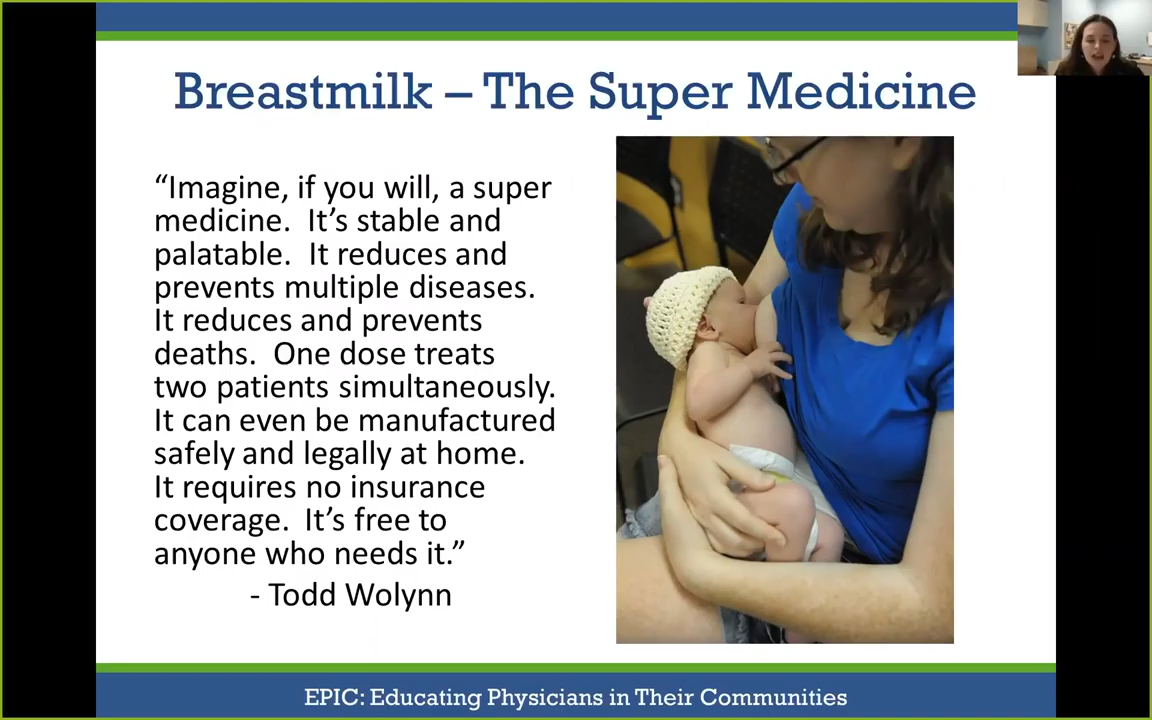 Breastmilk – The Super Medicine
“Imagine, if you will, a super
medicine.  It’s stable and
palatable.  It reduces and
prevents multiple diseases.
It reduces and prevents
deaths.  One dose treats
two patients simultaneously.
It can even be manufactured
safely and legally at home.
It requires no insurance
coverage.  It’s free to
anyone who needs it.”
- Todd Wolynn
EPIC: Educating Physicians in Their Communities